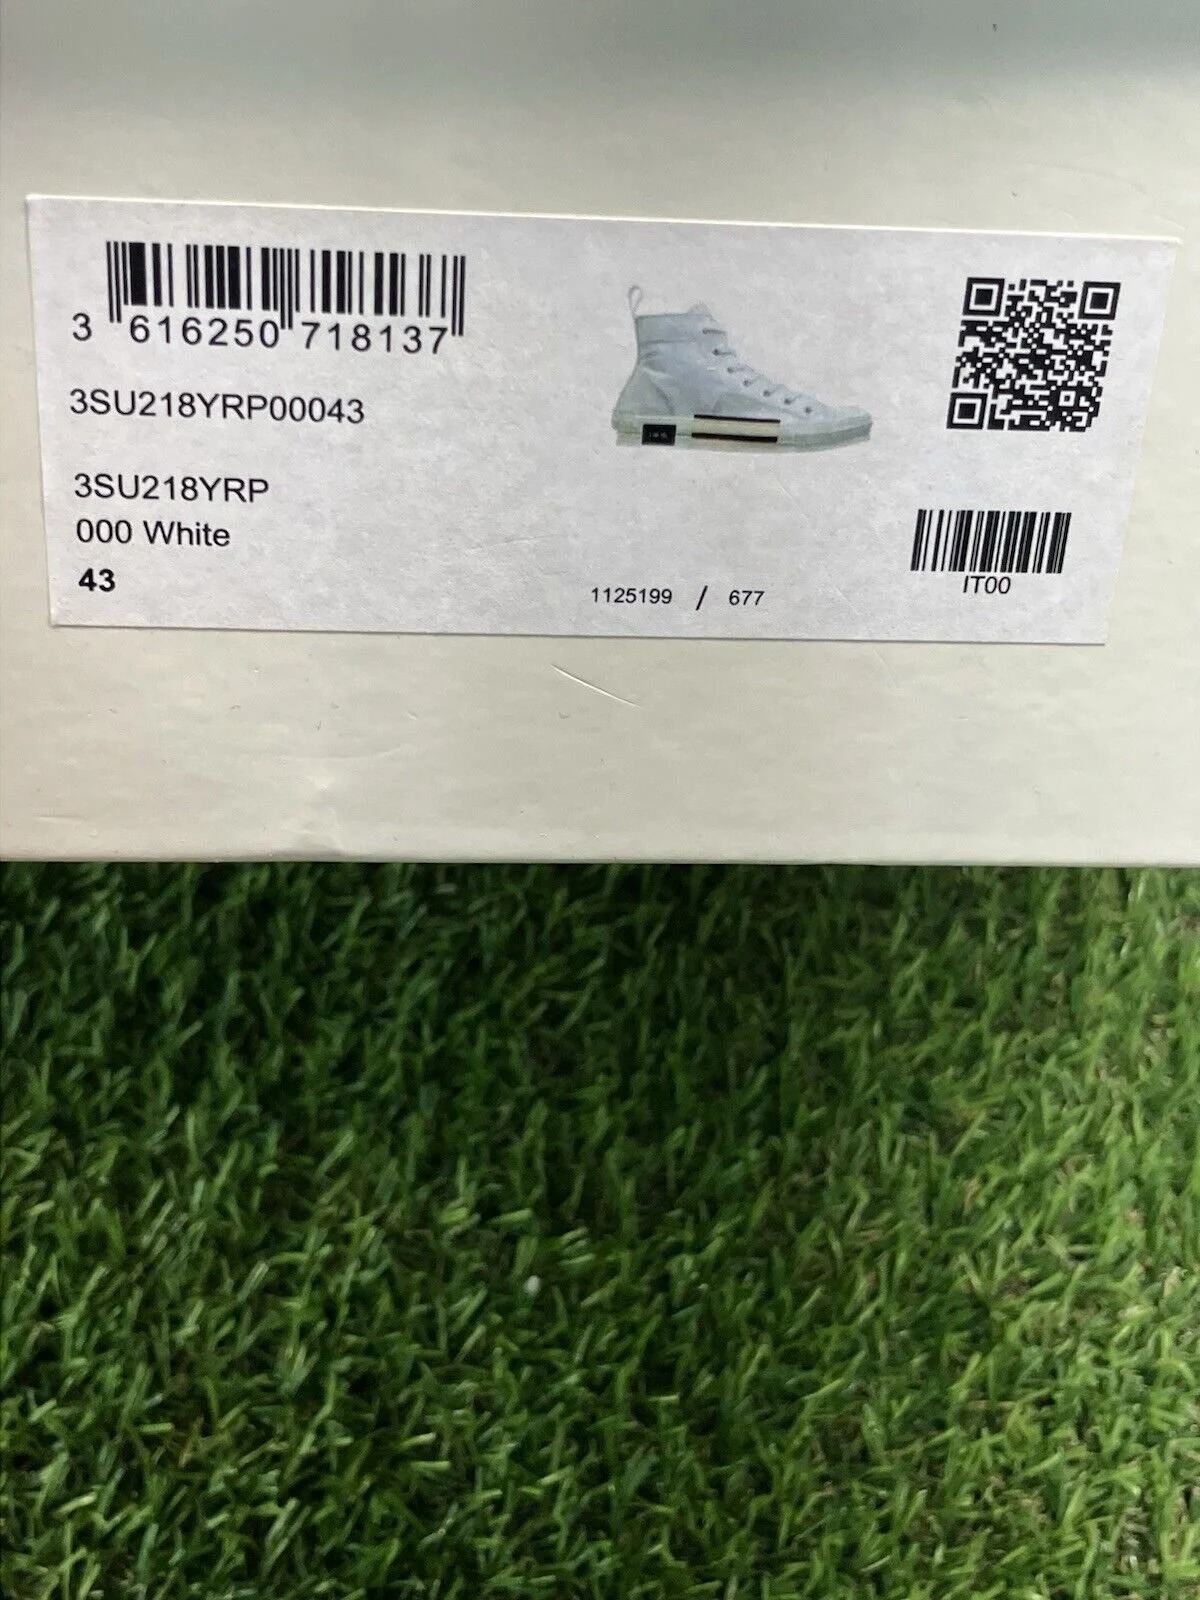 3 616250 718137
3SU218YRP00043
3SU218YRP
000 White
43
1125199 / 677
IT00